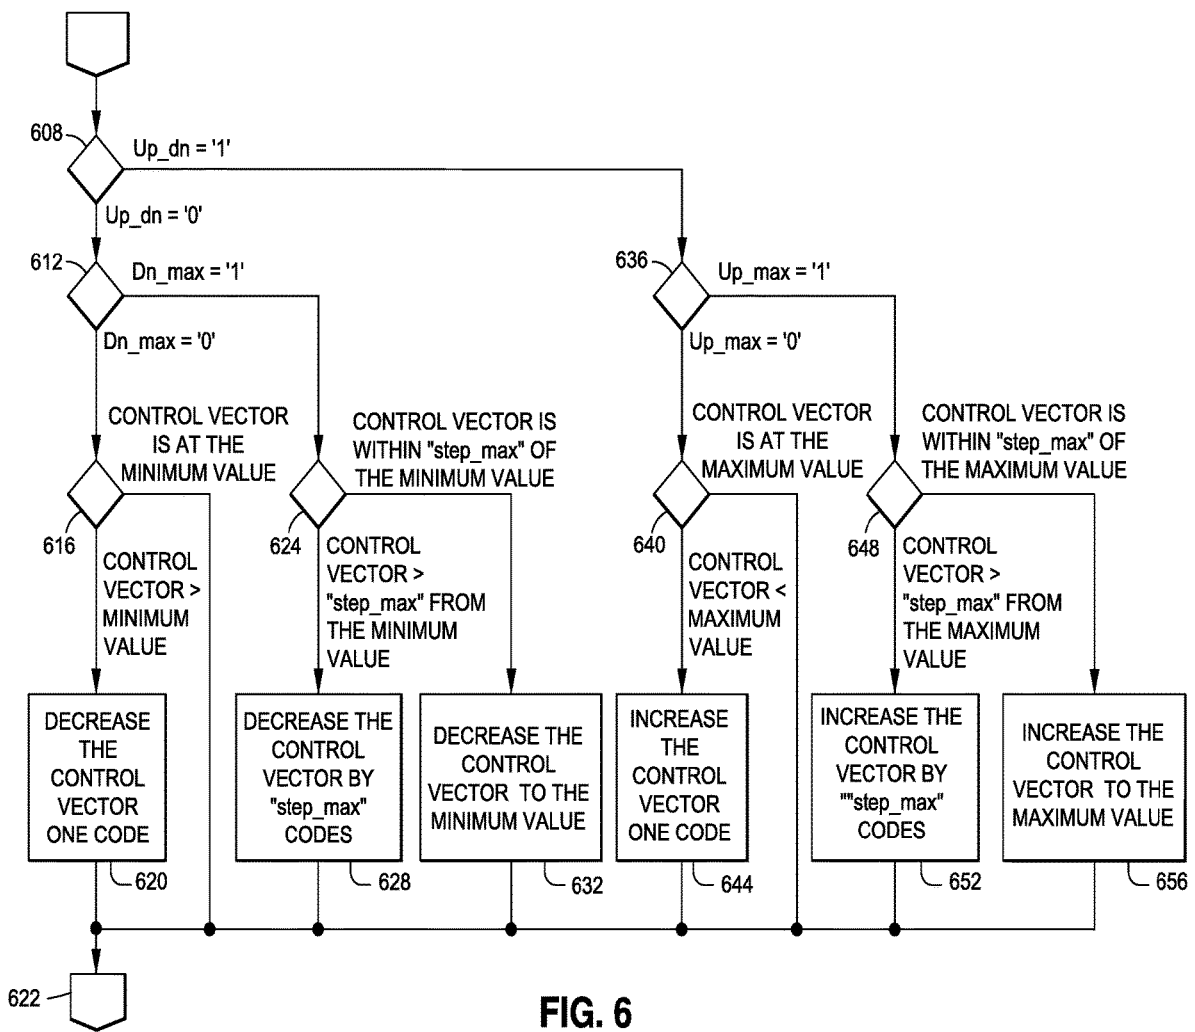 608
Up_dn = '1'
Up_dn = '0'
612
Dn_max = '1'
Dn_max = '0'
636
Up_max = '1'
Up_max = '0'
CONTROL VECTOR
IS AT THE
MINIMUM VALUE
CONTROL VECTOR IS
WITHIN "step_max" OF
THE MINIMUM VALUE
CONTROL VECTOR
IS AT THE
MAXIMUM VALUE
CONTROL VECTOR IS
WITHIN "step_max" OF
THE MAXIMUM VALUE
616
CONTROL
VECTOR >
MINIMUM
VALUE
624
CONTROL
VECTOR >
"step_max" FROM
THE MINIMUM
VALUE
640
CONTROL
VECTOR <
MAXIMUM
VALUE
648
CONTROL
VECTOR >
"step_max" FROM
THE MAXIMUM
VALUE
DECREASE
THE
CONTROL
VECTOR
ONE CODE
620
DECREASE THE
CONTROL
VECTOR BY
"step_max"
CODES
628
DECREASE THE
CONTROL
VECTOR TO THE
MINIMUM VALUE
632
INCREASE
THE
CONTROL
VECTOR
ONE CODE
644
INCREASE THE
CONTROL
VECTOR BY
""step_max"
CODES
652
INCREASE THE
CONTROL
VECTOR TO THE
MAXIMUM VALUE
656
622
FIG. 6